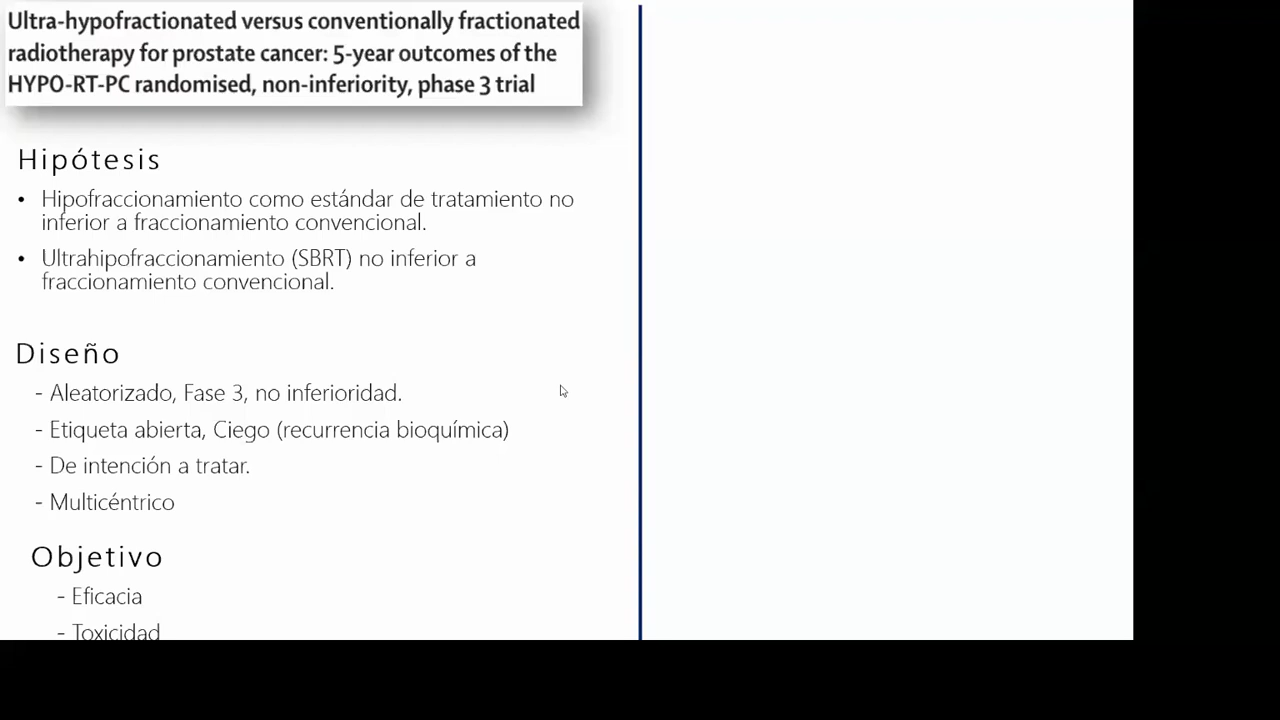 Ultra-hypofractionated versus conventionally fractionated
radiotherapy for prostate cancer: 5-year outcomes of the
HYPO-RT-PC randomised, non-inferiority, phase 3 trial
Hipótesis
• Hipofraccionamiento como estándar de tratamiento no
inferior a fraccionamiento convencional.
• Ultrahipofraccionamiento (SBRT) no inferior a
fraccionamiento convencional.
Diseño
- Aleatorizado, Fase 3, no inferioridad.
- Etiqueta abierta, Ciego (recurrencia bioquímica)
- De intención a tratar.
- Multicéntrico
Objetivo
- Eficacia
- Toxicidad